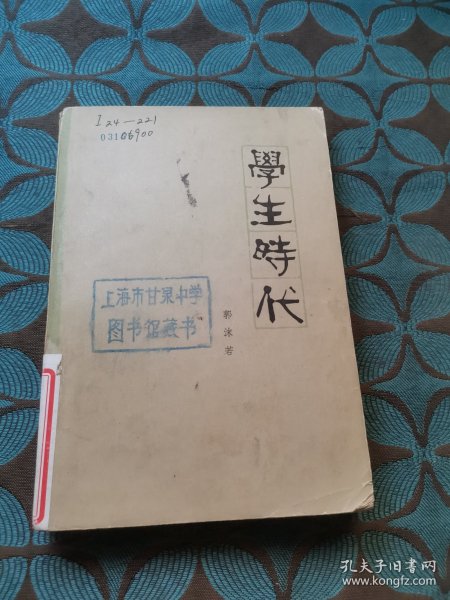 I24-221
03106900
學生時代
郭沫若
上海市甘泉中学
图书馆藏书
孔夫子旧书网
www.kongfz.com